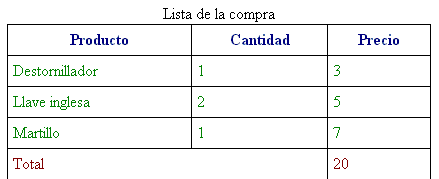 Lista de la compra
Producto Cantidad Precio
Destornillador 1 3
Llave inglesa 2 5
Martillo 1 7
Total 20